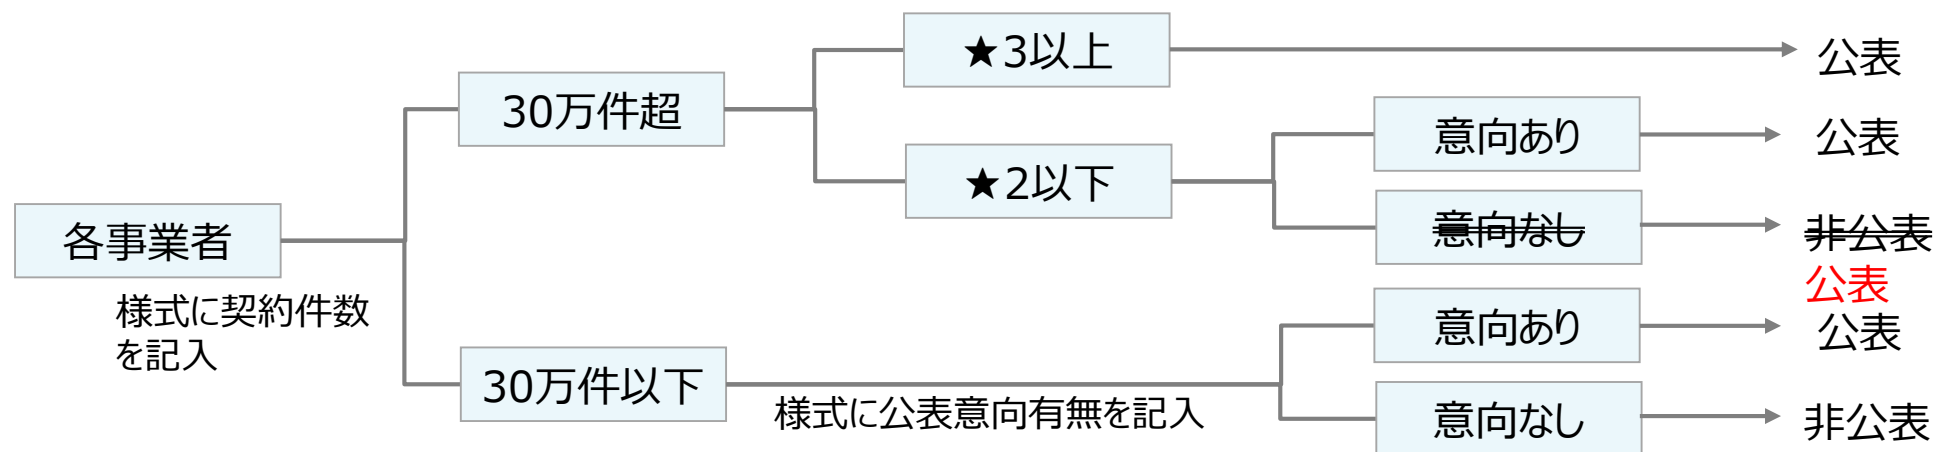 ★3以上
公表
30万件超
意向あり
公表
★2以下
各事業者
意向なし
非公表
公表
様式に契約件数
を記入
意向あり
公表
30万件以下
様式に公表意向有無を記入
意向なし
非公表